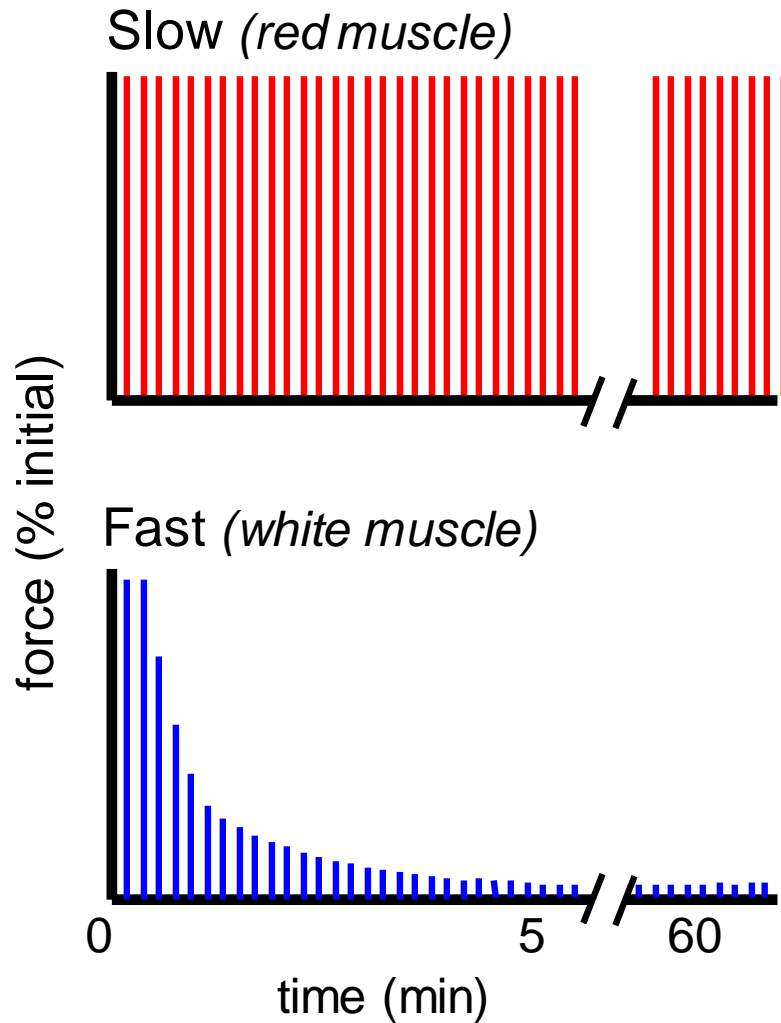 Slow (red muscle)
force (% initial)
Fast (white muscle)
0 5 60
time (min)